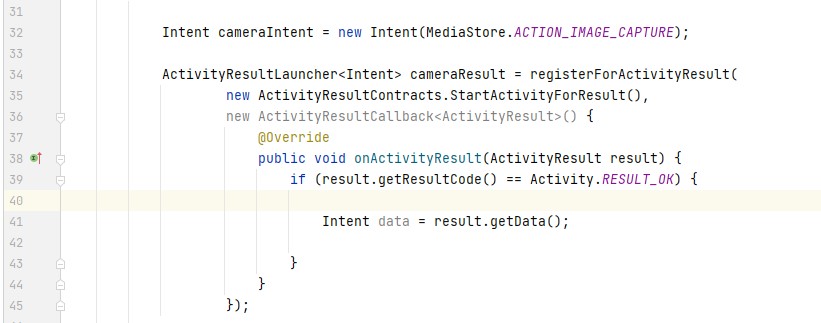 31
32 Intent cameraIntent = new Intent(MediaStore.ACTION_IMAGE_CAPTURE);
33
34 ActivityResultLauncher<Intent> cameraResult = registerForActivityResult(
35 new ActivityResultContracts.StartActivityForResult(),
36 new ActivityResultCallback<ActivityResult>() {
37 @Override
38 public void onActivityResult(ActivityResult result) {
39 if (result.getResultCode() == Activity.RESULT_OK) {
40
41 Intent data = result.getData();
42
43 }
44 }
45 });